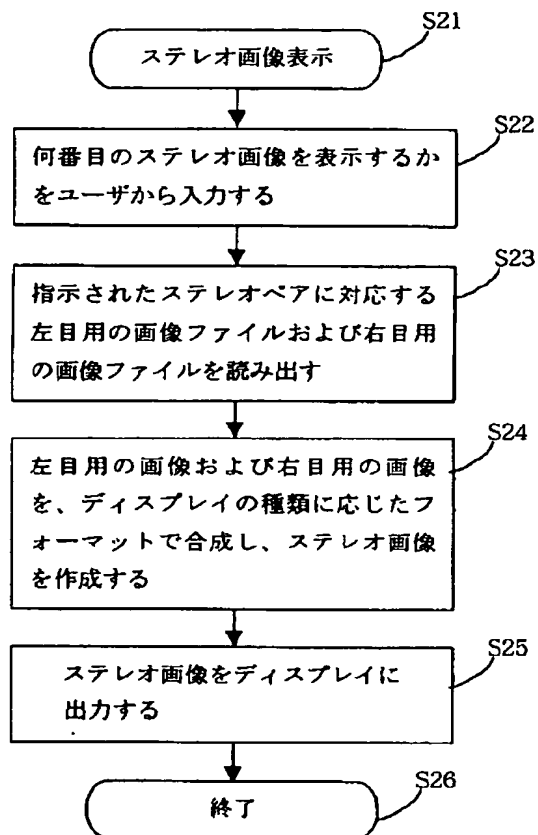 S21
ステレオ画像表示
S22
何番目のステレオ画像を表示するか
をユーザから入力する
S23
指示されたステレオペアに対応する
左目用の画像ファイルおよび右目用
の画像ファイルを読み出す
S24
左目用の画像および右目用の画像
を、ディスプレイの種類に応じたフ
ォーマットで合成し、ステレオ画像
を作成する
S25
ステレオ画像をディスプレイに
出力する
S26
終了